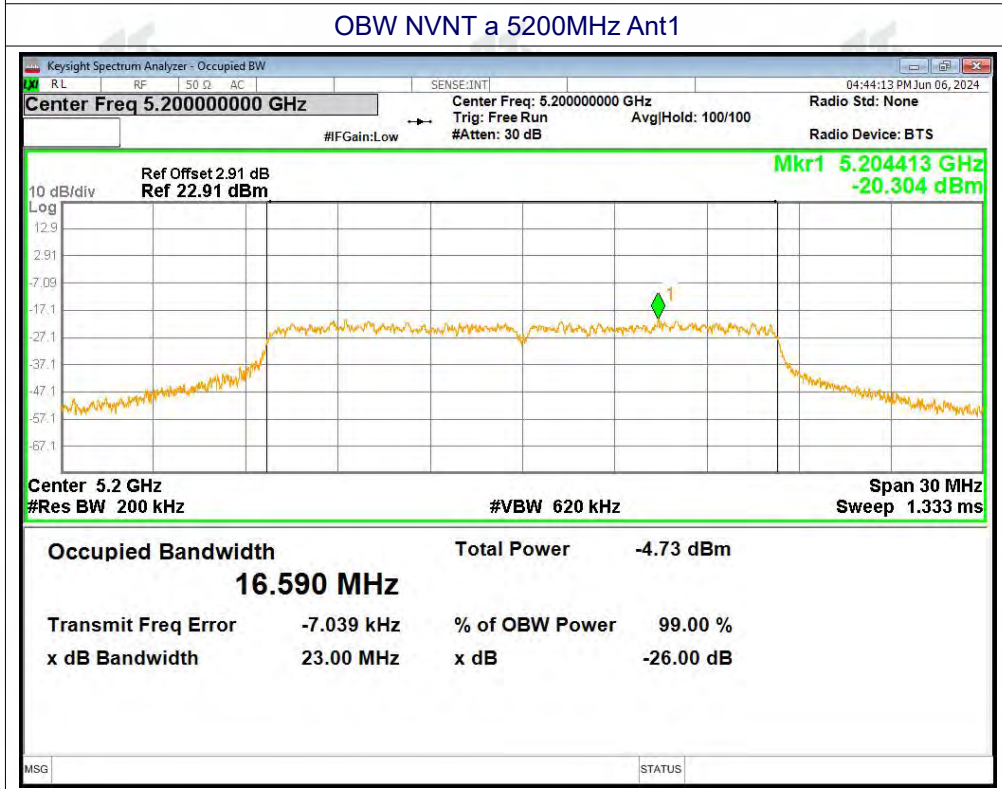 OBW NVNT a 5200MHz Ant1
Keysight Spectrum Analyzer - Occupied BW
LXI RL RF 50 Ω AC SENSE:INT 04:44:13 PM Jun 06, 2024
Center Freq 5.200000000 GHz Center Freq: 5.200000000 GHz Radio Std: None
Trig: Free Run Avg|Hold: 100/100
#IFGain:Low #Atten: 30 dB Radio Device: BTS
Mkr1 5.204413 GHz
-20.304 dBm
Ref Offset 2.91 dB
10 dB/div Ref 22.91 dBm
Log
12.9
2.91
-7.09
1
-17.1
-27.1
-37.1
-47.1
-57.1
-67.1
Center 5.2 GHz Span 30 MHz
#Res BW 200 kHz #VBW 620 kHz Sweep 1.333 ms
Occupied Bandwidth Total Power -4.73 dBm
16.590 MHz
Transmit Freq Error -7.039 kHz % of OBW Power 99.00 %
x dB Bandwidth 23.00 MHz x dB -26.00 dB
MSG STATUS